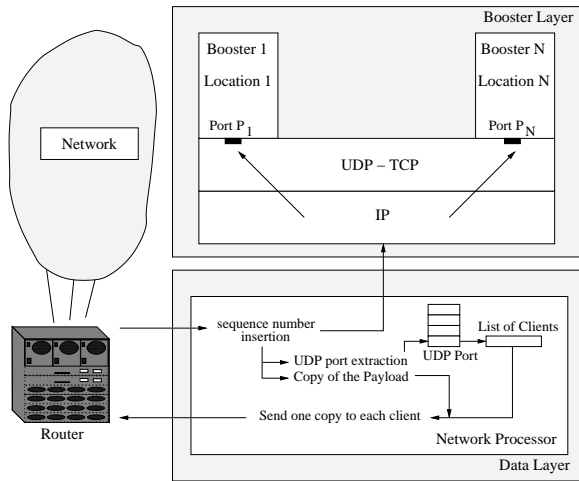 Booster Layer
Booster 1
Location 1
Port P1
Booster N
Location N
Port PN
Network
UDP – TCP
IP
sequence number
insertion
UDP port extraction
Copy of the Payload
UDP Port
List of Clients
Send one copy to each client
Router
Network Processor
Data Layer